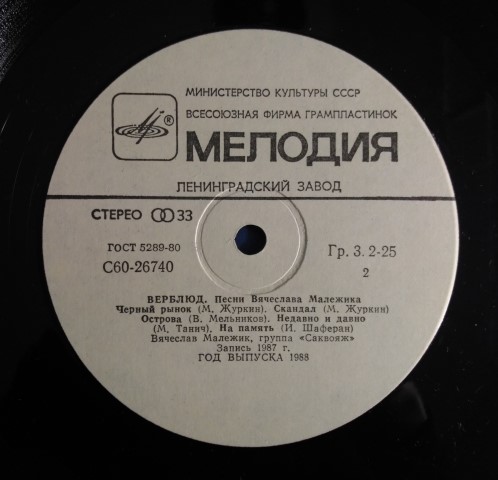 МИНИСТЕРСТВО КУЛЬТУРЫ СССР
ВСЕСОЮЗНАЯ ФИРМА ГРАМПЛАСТИНОК
®
МЕЛОДИЯ
ЛЕНИНГРАДСКИЙ ЗАВОД
СТЕРЕО 33
ГОСТ 5289-80
Гр. 3. 2-25
С60-26740
2
ВЕРБЛЮД. Песни Вячеслава Малежика
Черный рынок (М. Журкин). Скандал (М. Журкин)
Острова (В. Мельников). Недавно и давно
(М. Танич). На память (И. Шаферан)
Вячеслав Малежик, группа «Саквояж»
Запись 1987 г.
ГОД ВЫПУСКА 1988